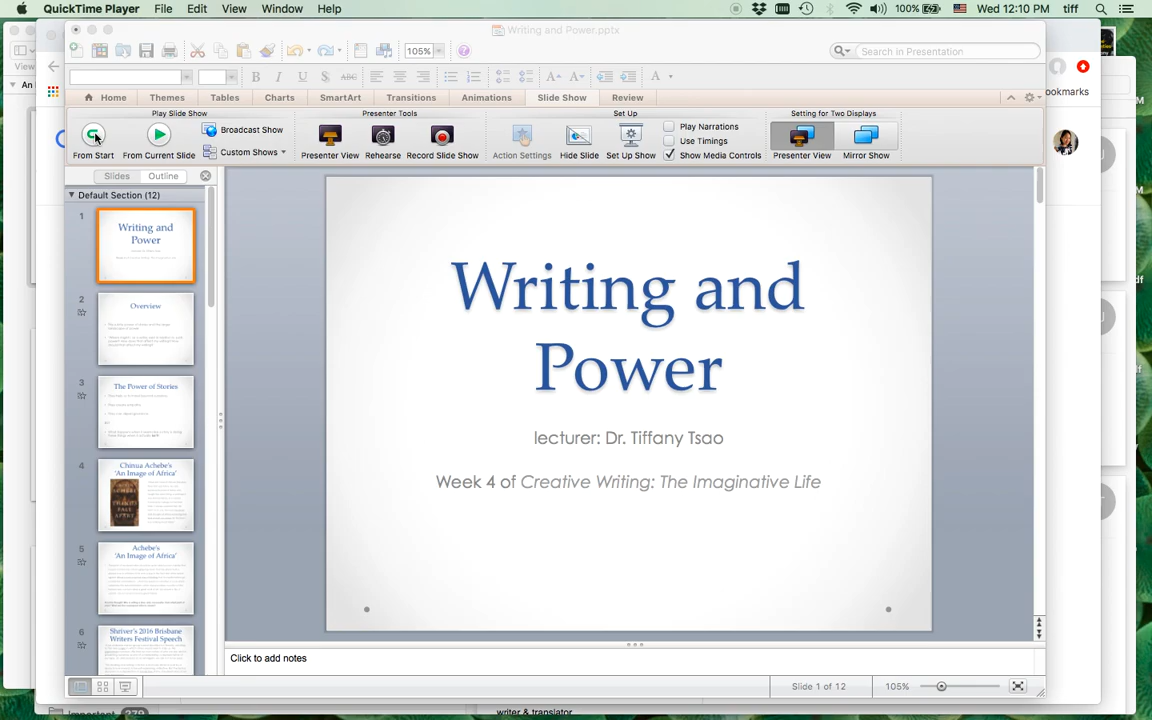 QuickTime Player File Edit View Window Help
100% Wed 12:10 PM tiff
Writing and Power.pptx
105%
Search in Presentation
Home Themes Tables Charts SmartArt Transitions Animations Slide Show Review
Play Slide Show Presenter Tools Set Up Setting for Two Displays
From Start From Current Slide Broadcast Show Custom Shows Presenter View Rehearse Record Slide Show Action Settings Hide Slide Set Up Show Play Narrations Use Timings Show Media Controls Presenter View Mirror Show
Slides Outline
Default Section (12)
1
Writing and
Power
2
Overview
3
The Power of Stories
4
Chinua Achebe's
'An Image of Africa'
5
Achebe's
'An Image of Africa'
6
Shriver's 2016 Brisbane
Writers Festival Speech
Writing and
Power
lecturer: Dr. Tiffany Tsao
Week 4 of Creative Writing: The Imaginative Life
Click to add notes
Slide 1 of 12 105%
View
An
ookmarks
Important 279
writer & translator